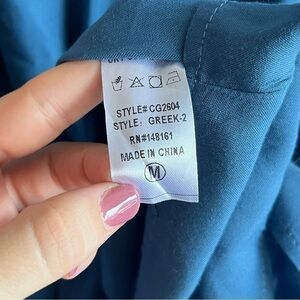 STYLE# CG2604
STYLE: GREEK-2
RN#148161
MADE IN CHINA
M